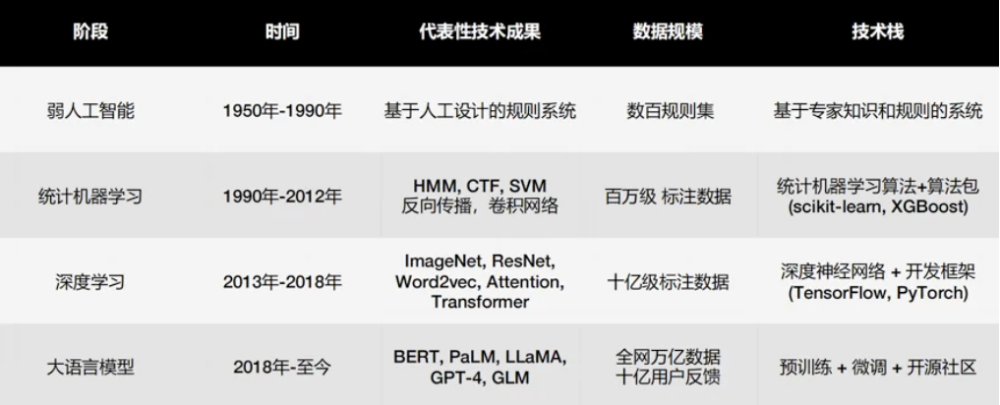 阶段 时间 代表性技术成果 数据规模 技术栈
弱人工智能 1950年-1990年 基于人工设计的规则系统 数百规则集 基于专家知识和规则的系统
统计机器学习 1990年-2012年 HMM, CTF, SVM
反向传播，卷积网络 百万级 标注数据 统计机器学习算法+算法包
(scikit-learn, XGBoost)
深度学习 2013年-2018年 ImageNet, ResNet,
Word2vec, Attention,
Transformer 十亿级标注数据 深度神经网络 + 开发框架
(TensorFlow, PyTorch)
大语言模型 2018年-至今 BERT, PaLM, LLaMA,
GPT-4, GLM 全网万亿数据
十亿用户反馈 预训练 + 微调 + 开源社区